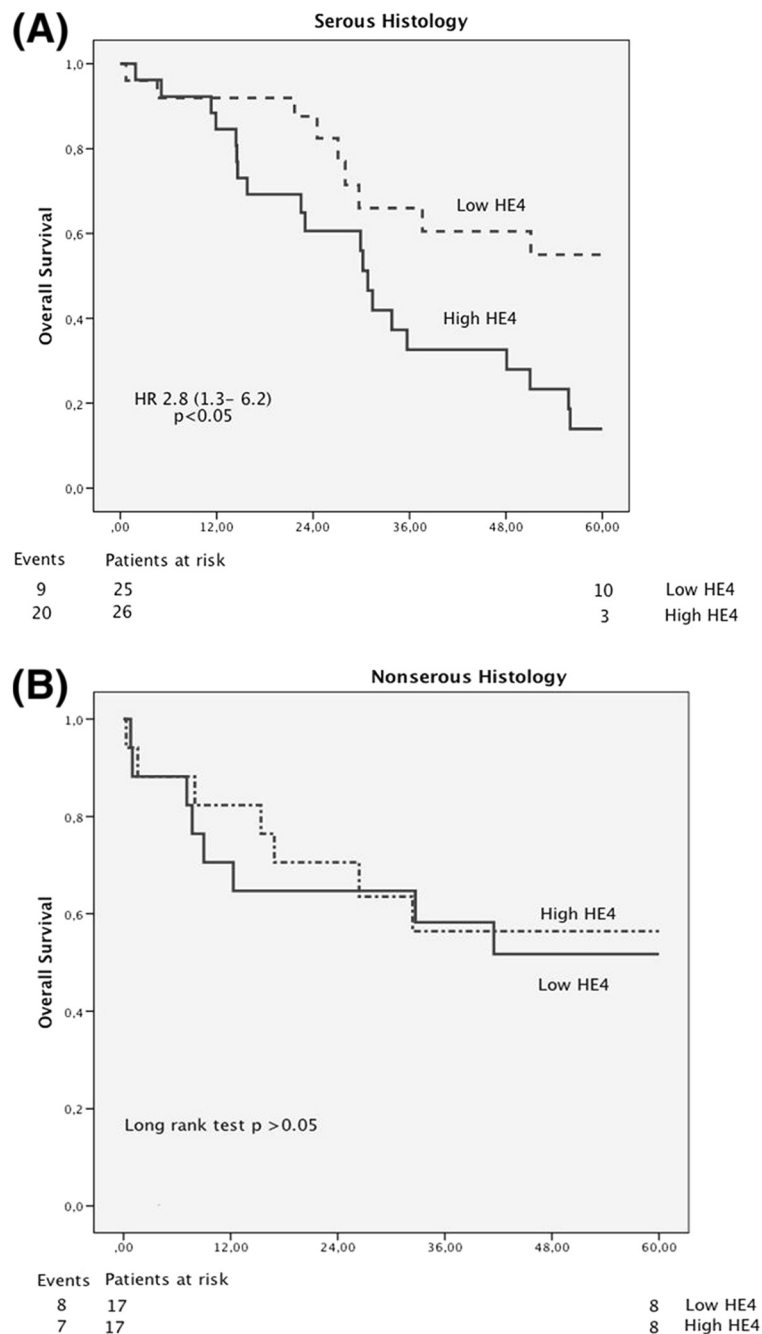 (A)
Serous Histology
1,0
0,8
0,6
0,4
0,2
0,0
Overall Survival
Low HE4
High HE4
HR 2.8 (1.3– 6.2)
p<0.05
,00 12,00 24,00 36,00 48,00 60,00
Events Patients at risk
9 25 10 Low HE4
20 26 3 High HE4
(B)
Nonserous Histology
1,0
0,8
0,6
0,4
0,2
0,0
Overall Survival
High HE4
Low HE4
Long rank test p >0.05
,00 12,00 24,00 36,00 48,00 60,00
Events Patients at risk
8 17 8 Low HE4
7 17 8 High HE4